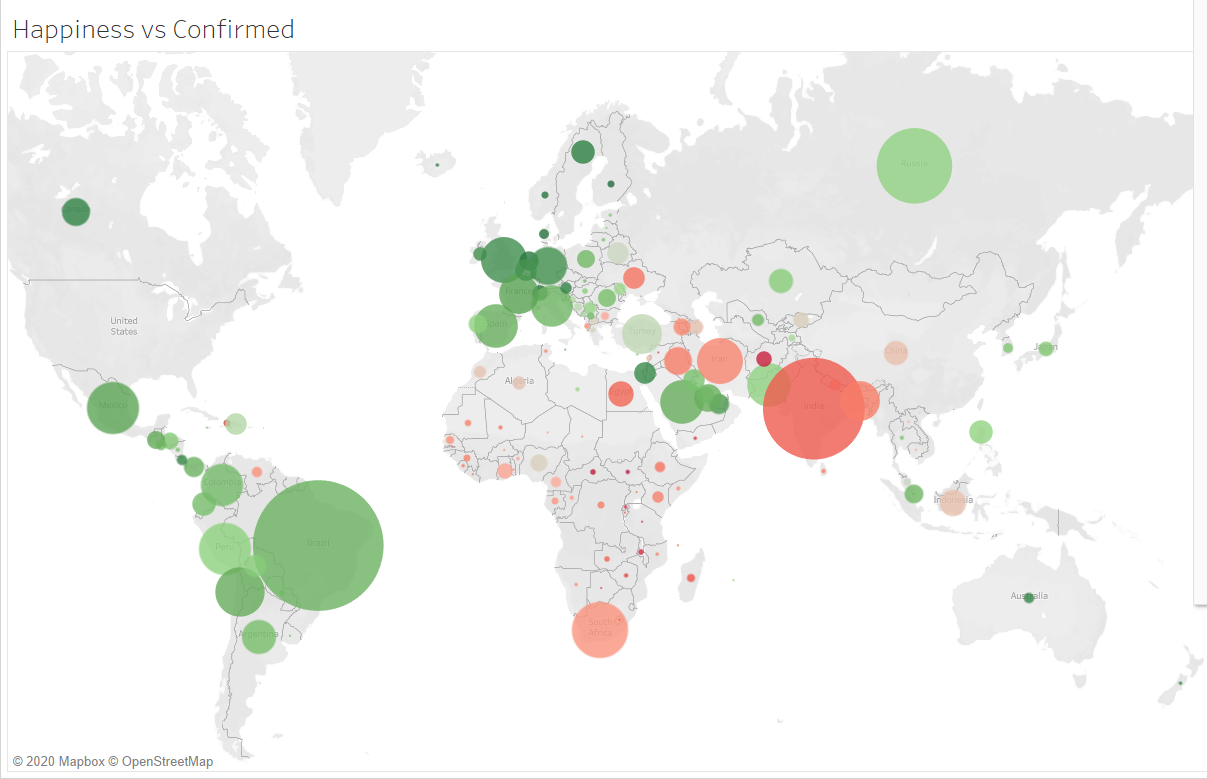 Happiness vs Confirmed
Russia
United
States
France
Spain
Turkey
Iran
China
Japan
Algeria
Egypt
Mexico
India
Colombia
Indonesia
Peru
Brazil
Australia
South
Africa
Argentina
© 2020 Mapbox © OpenStreetMap